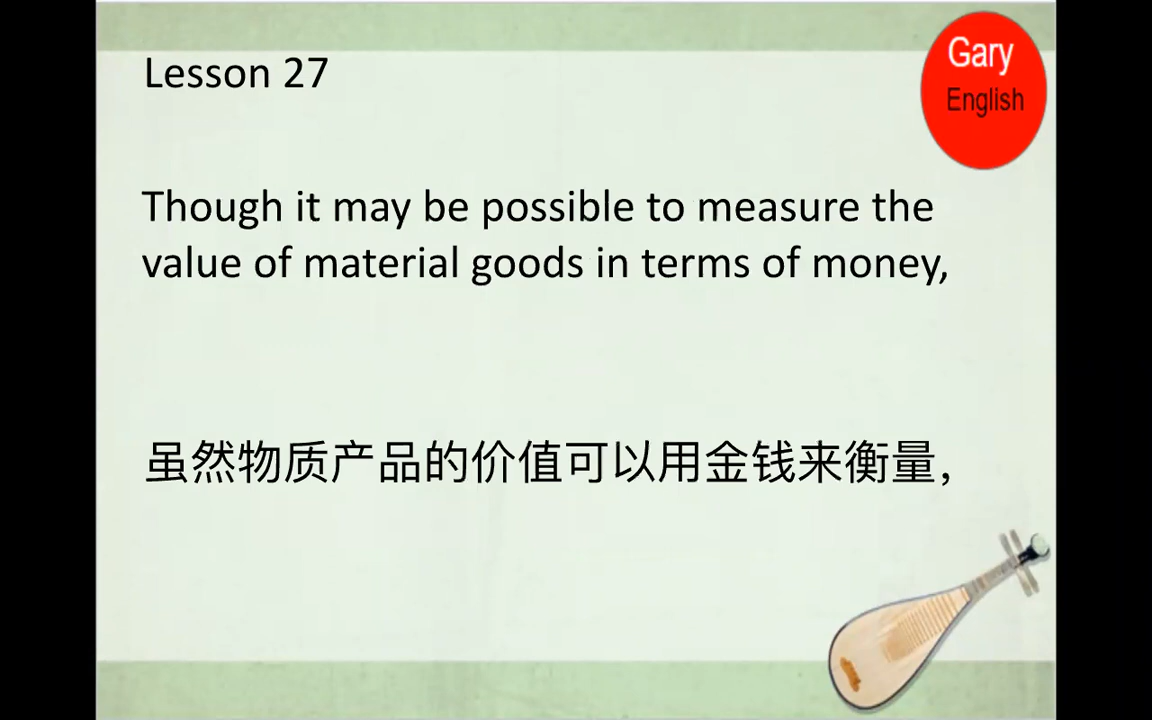 Lesson 27
Gary
English
Though it may be possible to measure the
value of material goods in terms of money,
虽然物质产品的价值可以用金钱来衡量，